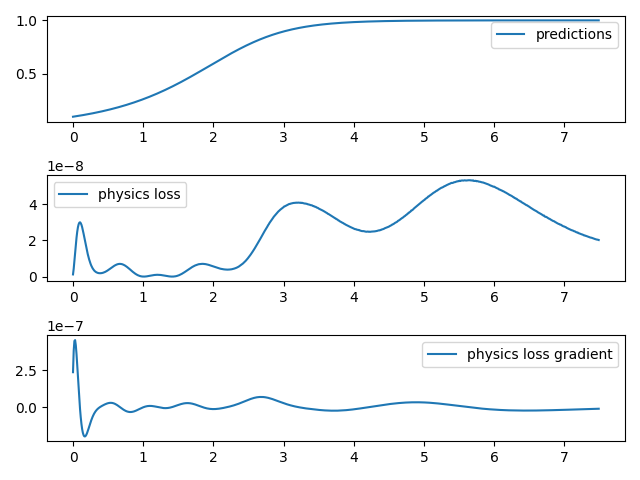 1.0
0.5
predictions
0 1 2 3 4 5 6 7
1e−8
4
2
0
physics loss
0 1 2 3 4 5 6 7
1e−7
2.5
0.0
physics loss gradient
0 1 2 3 4 5 6 7